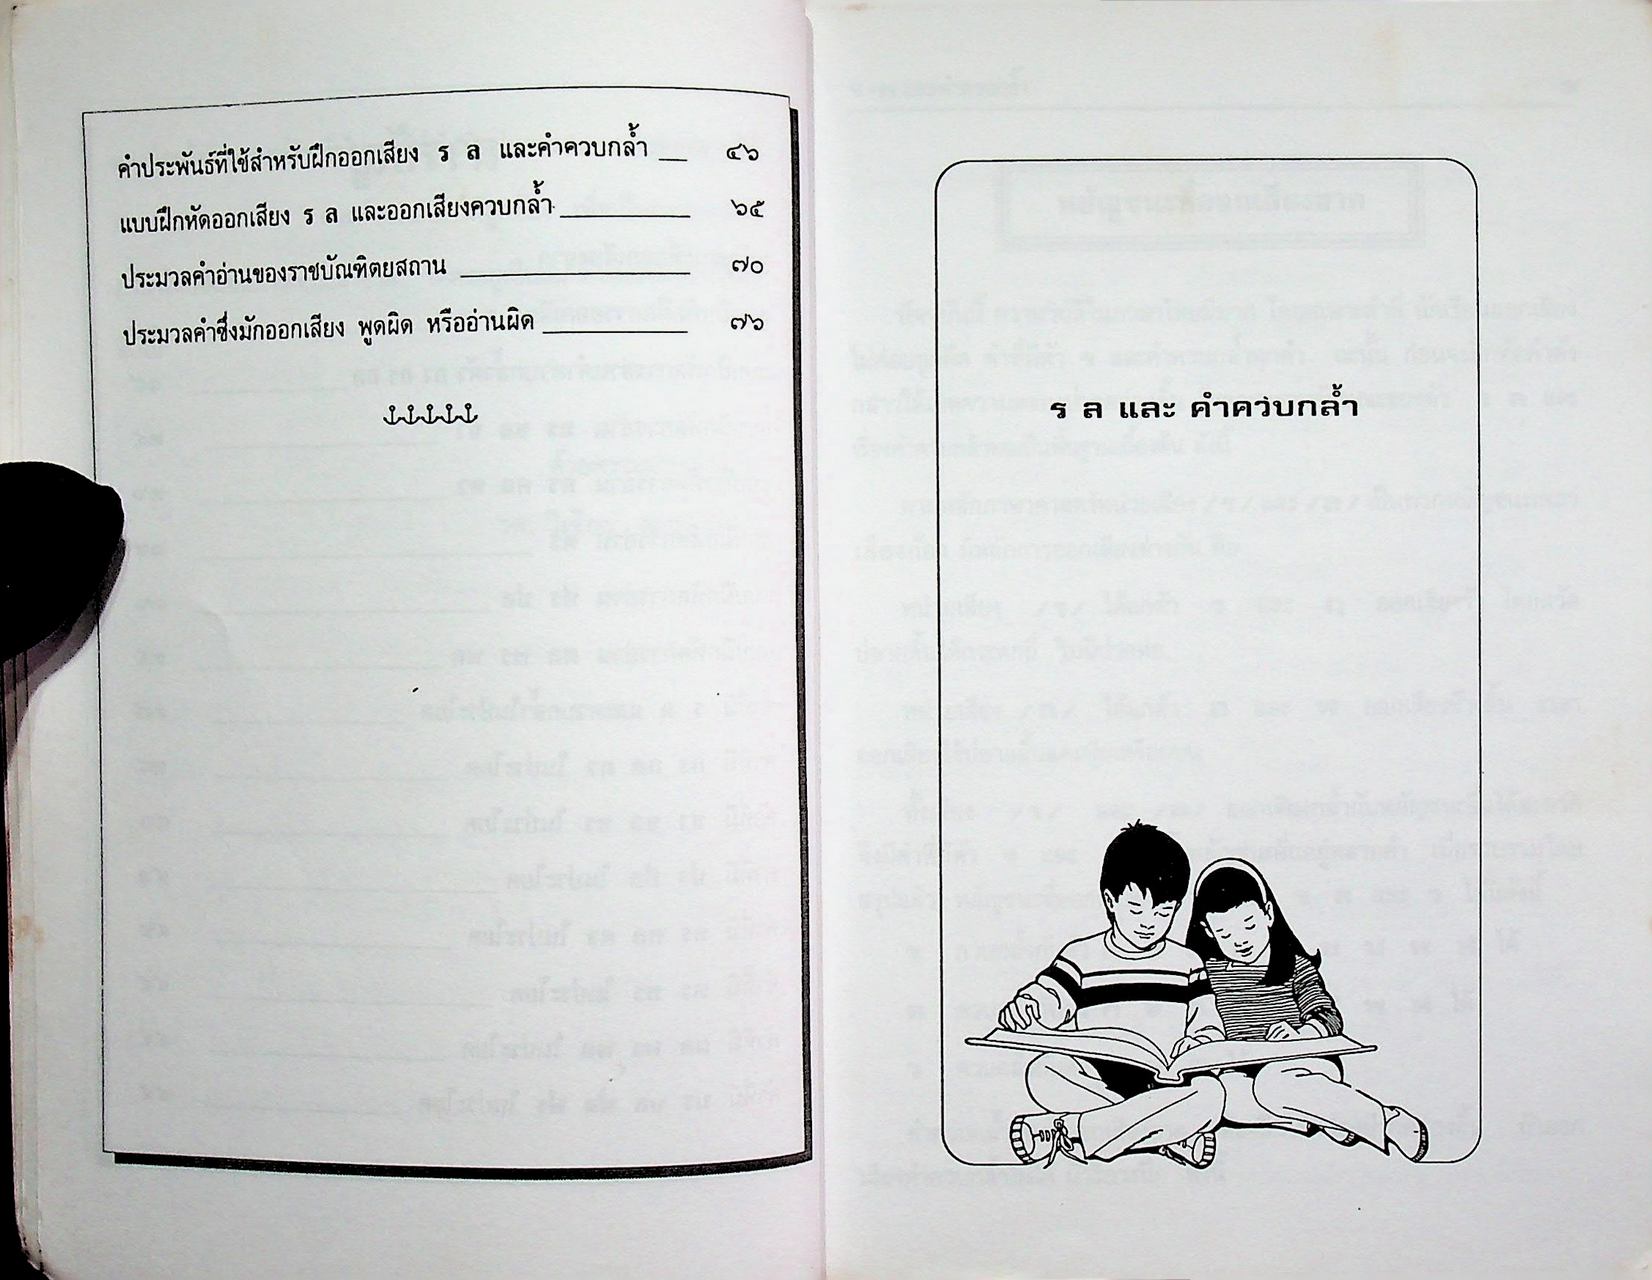 คำประพันธ์ที่ใช้สำหรับฝึกออกเสียง ร ล และคำควบกล้ำ ๔๖
แบบฝึกหัดออกเสียง ร ล และออกเสียงควบกล้ำ ๖๕
ประมวลคำอ่านของราชบัณฑิตยสถาน ๗๐
ประมวลคำซึ่งมักออกเสียง พูดผิด หรืออ่านผิด ๗๖
ร ล และ คำควบกล้ำ